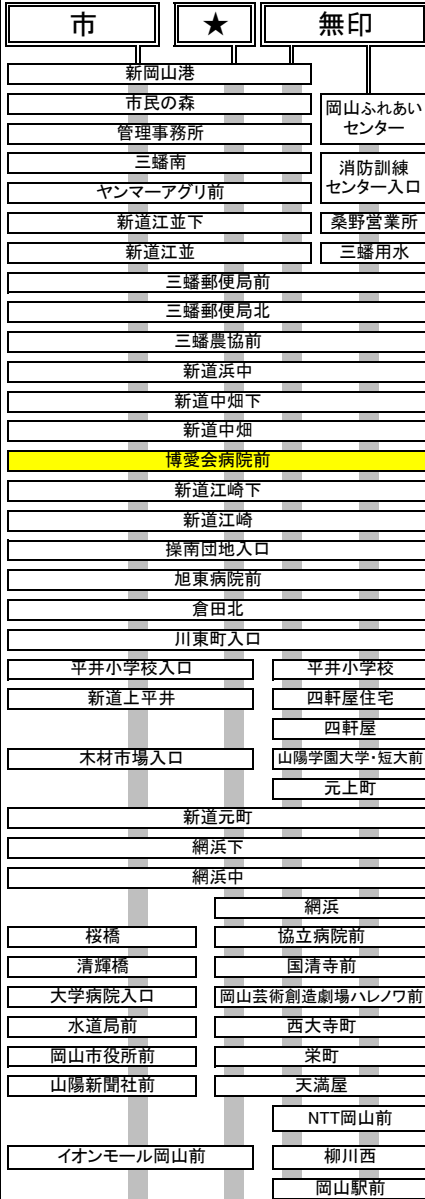 市 ★ 無印
新岡山港
市民の森
岡山ふれあい
センター
管理事務所
三蟠南
消防訓練
センター入口
ヤンマーアグリ前
新道江並下 桑野営業所
新道江並 三蟠用水
三蟠郵便局前
三蟠郵便局北
三蟠農協前
新道浜中
新道中畑下
新道中畑
博愛会病院前
新道江崎下
新道江崎
操南団地入口
旭東病院前
倉田北
川東町入口
平井小学校入口 平井小学校
新道上平井 四軒屋住宅
四軒屋
木材市場入口 山陽学園大学・短大前
元上町
新道元町
網浜下
網浜中
網浜
桜橋 協立病院前
清輝橋 国清寺前
大学病院入口 岡山芸術創造劇場ハレノワ前
水道局前 西大寺町
岡山市役所前 栄町
山陽新聞社前 天満屋
NTT岡山前
イオンモール岡山前 柳川西
岡山駅前